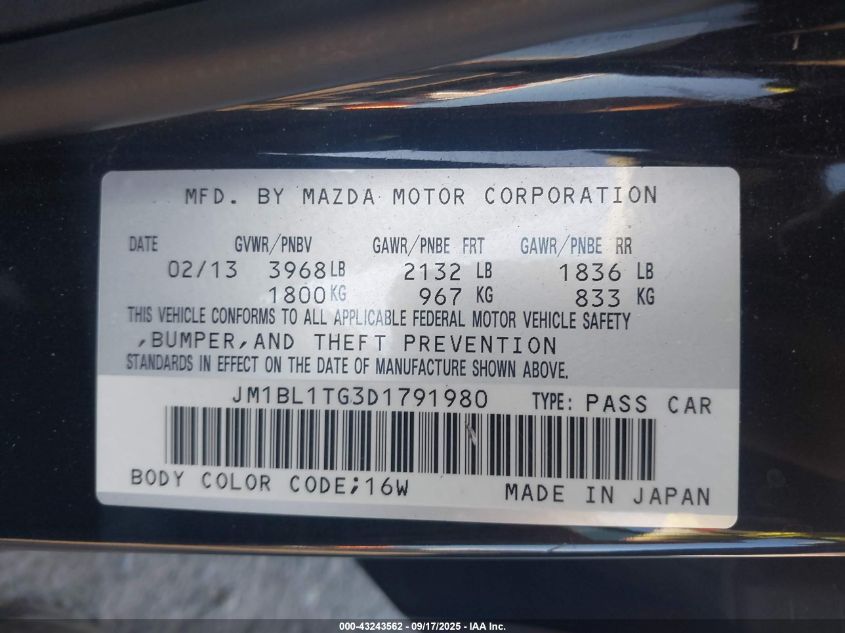 MFD. BY MAZDA MOTOR CORPORATION
DATE GVWR/PNBV GAWR/PNBE FRT GAWR/PNBE RR
02/13 3968LB 2132 LB 1836 LB
1800KG 967 KG 833 KG
THIS VEHICLE CONFORMS TO ALL APPLICABLE FEDERAL MOTOR VEHICLE SAFETY
,BUMPER,AND THEFT PREVENTION
STANDARDS IN EFFECT ON THE DATE OF MANUFACTURE SHOWN ABOVE.
JM1BL1TG3D1791980 TYPE: PASS CAR
BODY COLOR CODE;16W MADE IN JAPAN
000-43243562 - 09/17/2025 - IAA Inc.